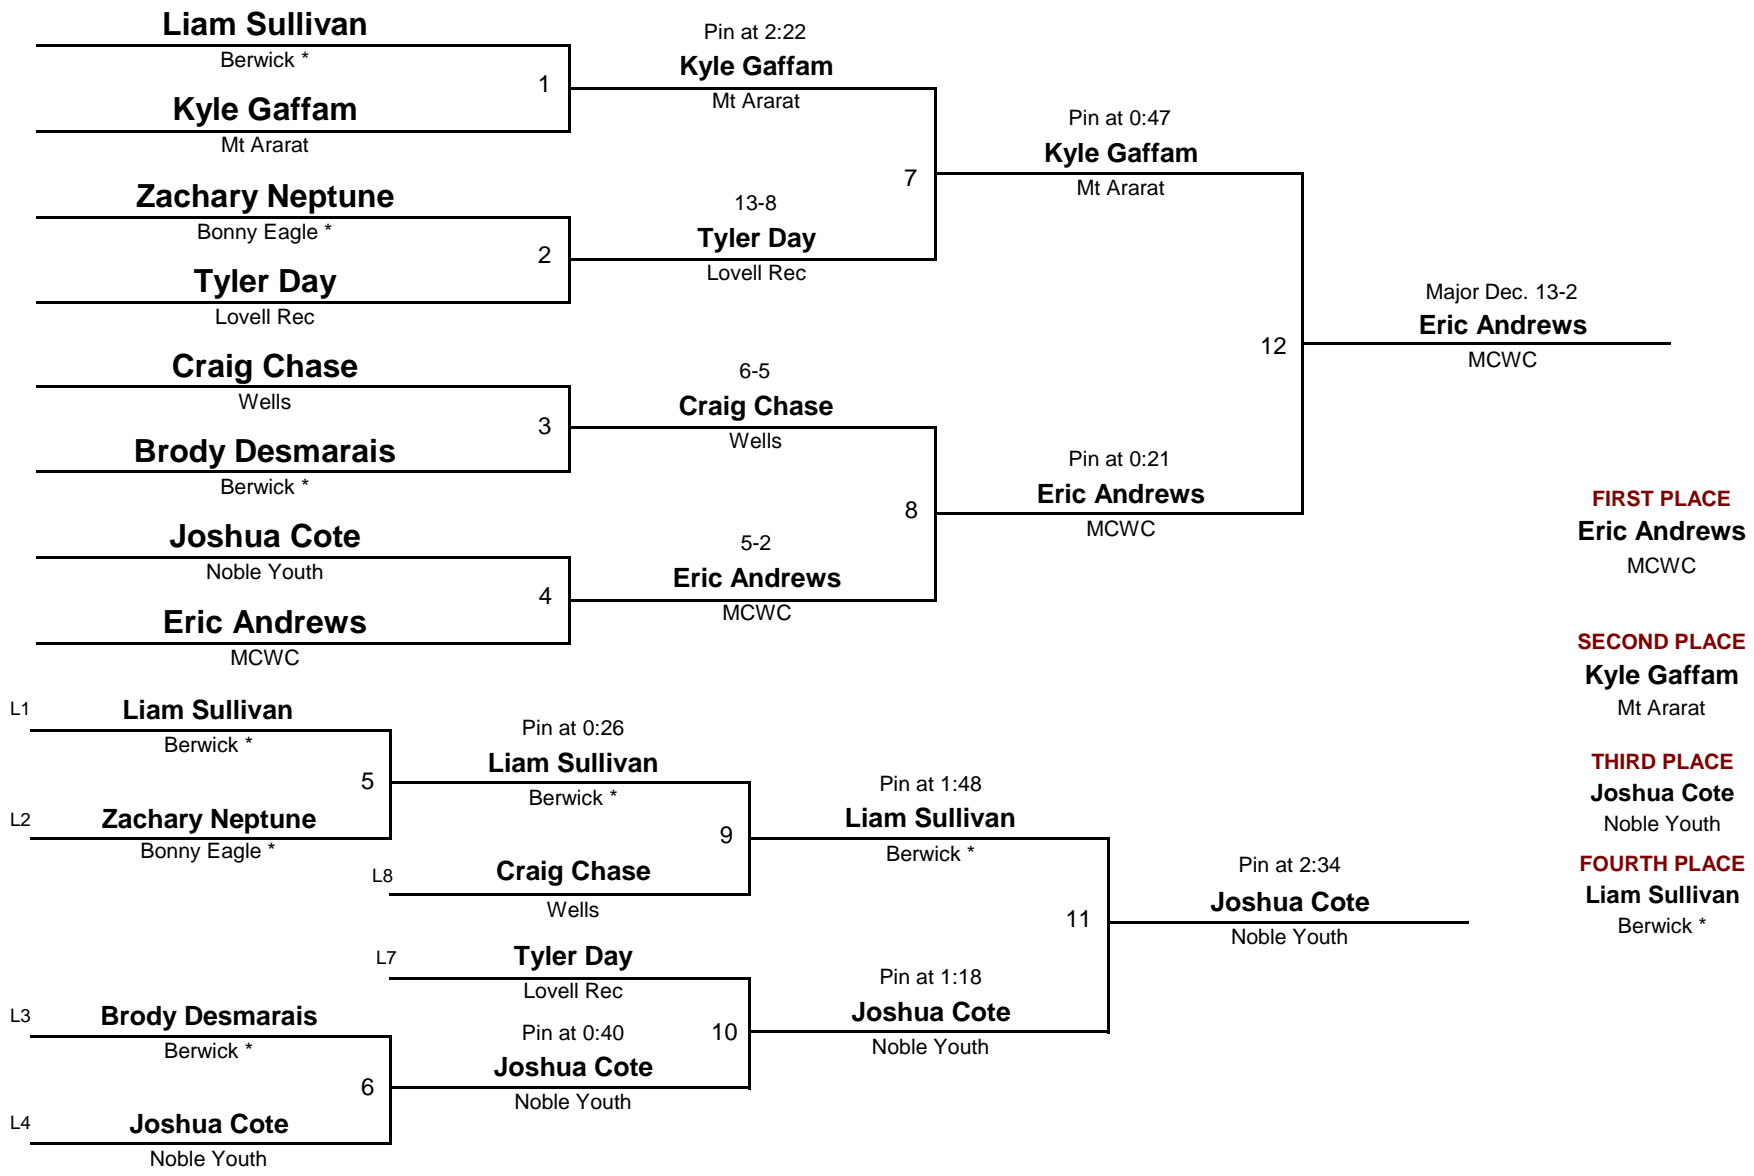 Liam Sullivan
Berwick *
1
Kyle Gaffam
Mt Ararat
Zachary Neptune
Bonny Eagle *
2
Tyler Day
Lovell Rec
Craig Chase
Wells
3
Brody Desmarais
Berwick *
Joshua Cote
Noble Youth
4
Eric Andrews
MCWC
Pin at 2:22
Kyle Gaffam
Mt Ararat
7
13-8
Tyler Day
Lovell Rec
6-5
Craig Chase
Wells
8
5-2
Eric Andrews
MCWC
Pin at 0:47
Kyle Gaffam
Mt Ararat
12
Pin at 0:21
Eric Andrews
MCWC
Major Dec. 13-2
Eric Andrews
MCWC
FIRST PLACE
Eric Andrews
MCWC
SECOND PLACE
Kyle Gaffam
Mt Ararat
THIRD PLACE
Joshua Cote
Noble Youth
FOURTH PLACE
Liam Sullivan
Berwick *
L1 Liam Sullivan
Berwick *
5
L2 Zachary Neptune
Bonny Eagle *
L3 Brody Desmarais
Berwick *
6
L4 Joshua Cote
Noble Youth
Pin at 0:26
Liam Sullivan
Berwick *
9
L8 Craig Chase
Wells
L7 Tyler Day
Lovell Rec
Pin at 0:40
10
Joshua Cote
Noble Youth
Pin at 1:48
Liam Sullivan
Berwick *
11
Pin at 1:18
Joshua Cote
Noble Youth
Pin at 2:34
Joshua Cote
Noble Youth